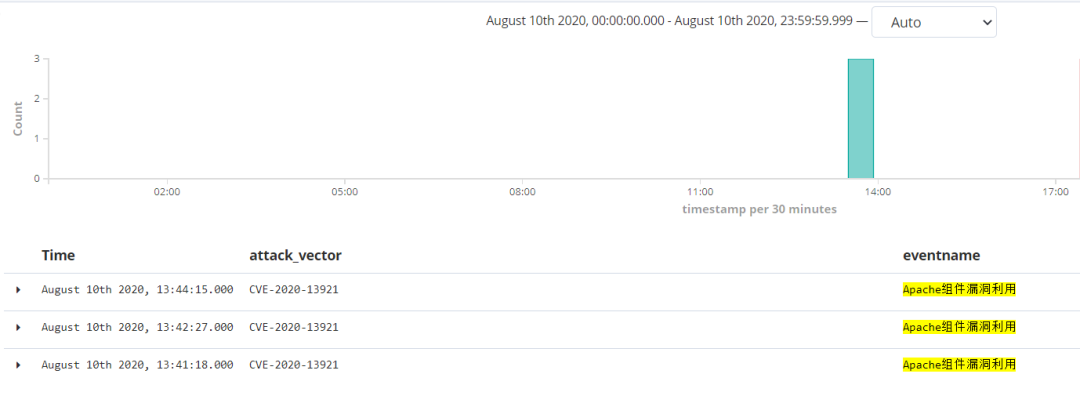 August 10th 2020, 00:00:00.000 - August 10th 2020, 23:59:59.999 — Auto
3
2
1
0
Count
02:00 05:00 08:00 11:00 14:00 17:00
timestamp per 30 minutes
Time attack_vector eventname
August 10th 2020, 13:44:15.000 CVE-2020-13921 Apache组件漏洞利用
August 10th 2020, 13:42:27.000 CVE-2020-13921 Apache组件漏洞利用
August 10th 2020, 13:41:18.000 CVE-2020-13921 Apache组件漏洞利用